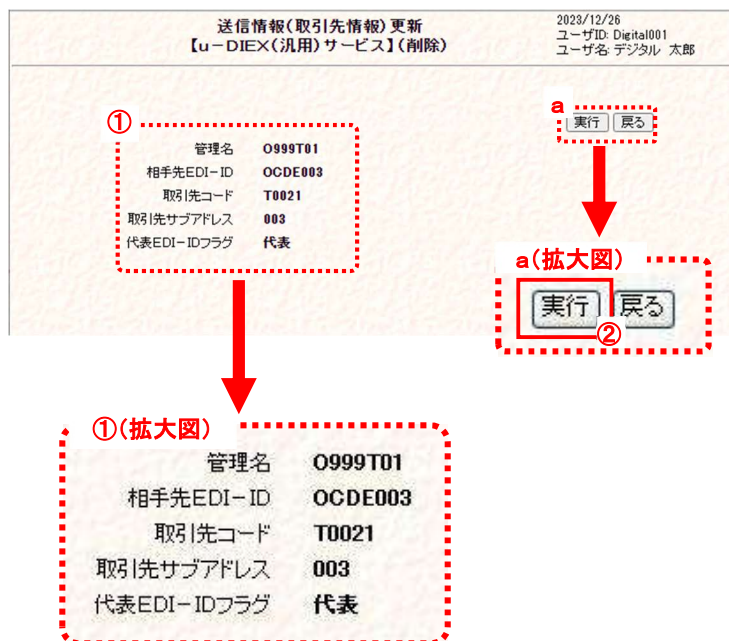 送信情報(取引先情報)更新
【u－DIEX(汎用)サービス】(削除)
2023/12/26
ユーザID: Digital001
ユーザ名: デジタル 太郎
①
管理名 O999T01
相手先EDI－ID OCDE003
取引先コード T0021
取引先サブアドレス 003
代表EDI－IDフラグ 代表
a
実行 戻る
a(拡大図)
実行 戻る
②
①(拡大図)
管理名 O999T01
相手先EDI－ID OCDE003
取引先コード T0021
取引先サブアドレス 003
代表EDI－IDフラグ 代表